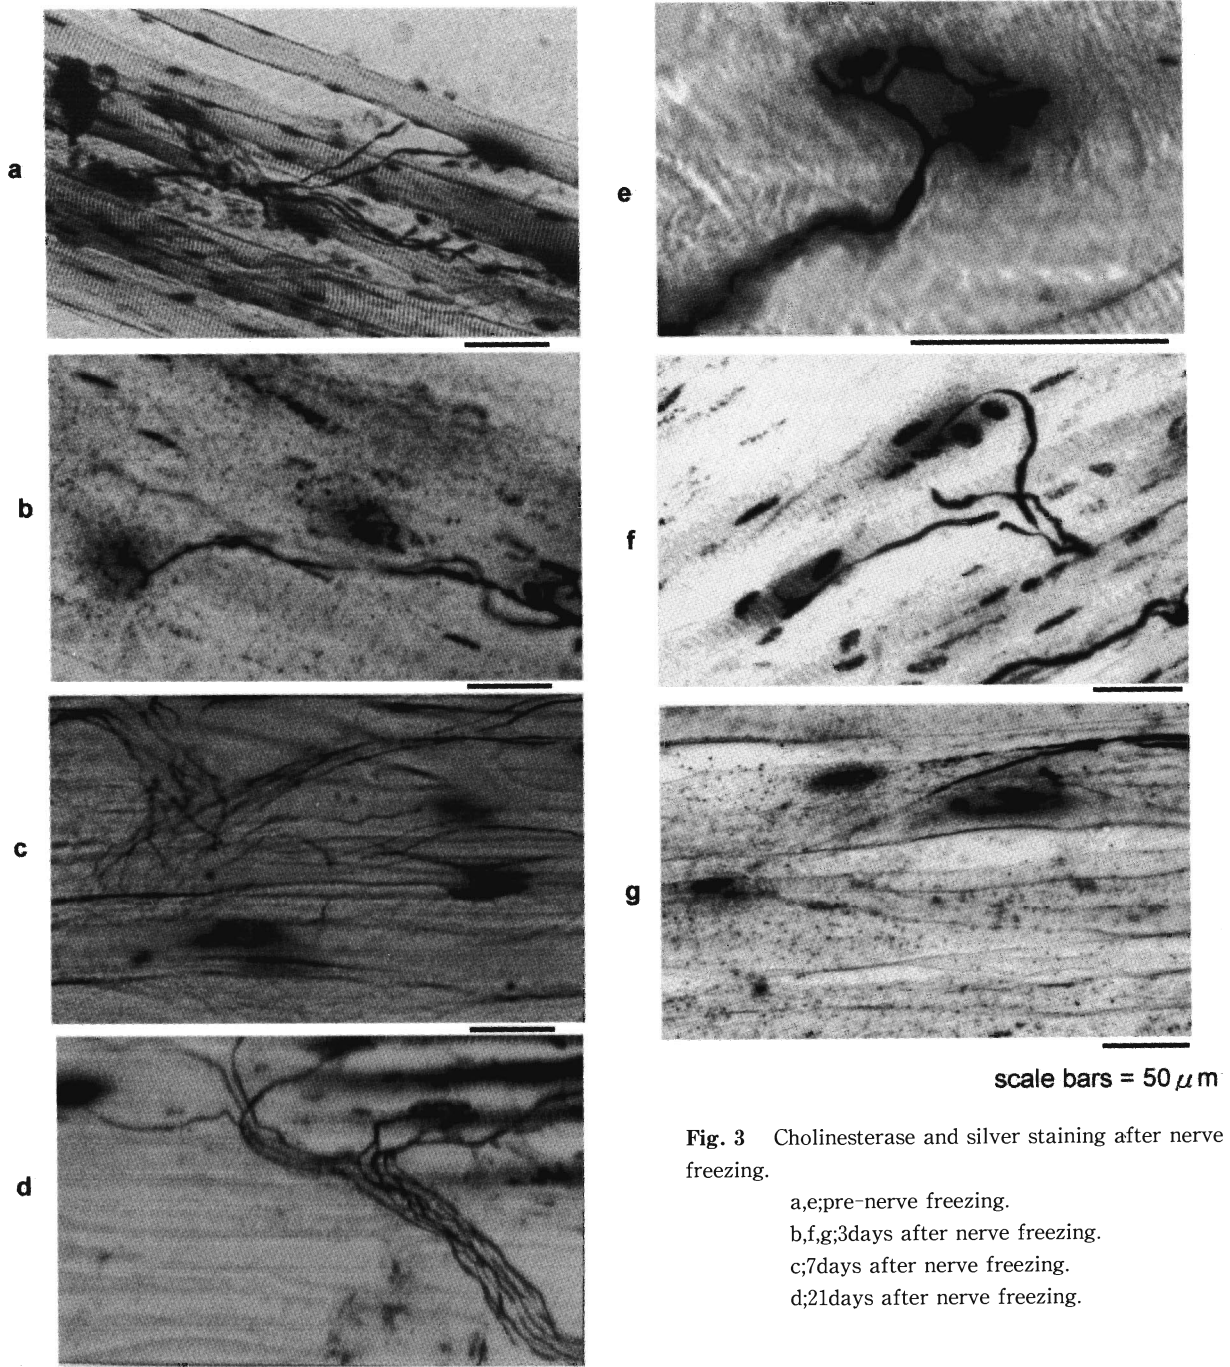 a
b
c
d
e
f
g
scale bars = 50 μm
Fig. 3 Cholinesterase and silver staining after nerve
freezing.
a,e;pre-nerve freezing.
b,f,g;3days after nerve freezing.
c;7days after nerve freezing.
d;21days after nerve freezing.